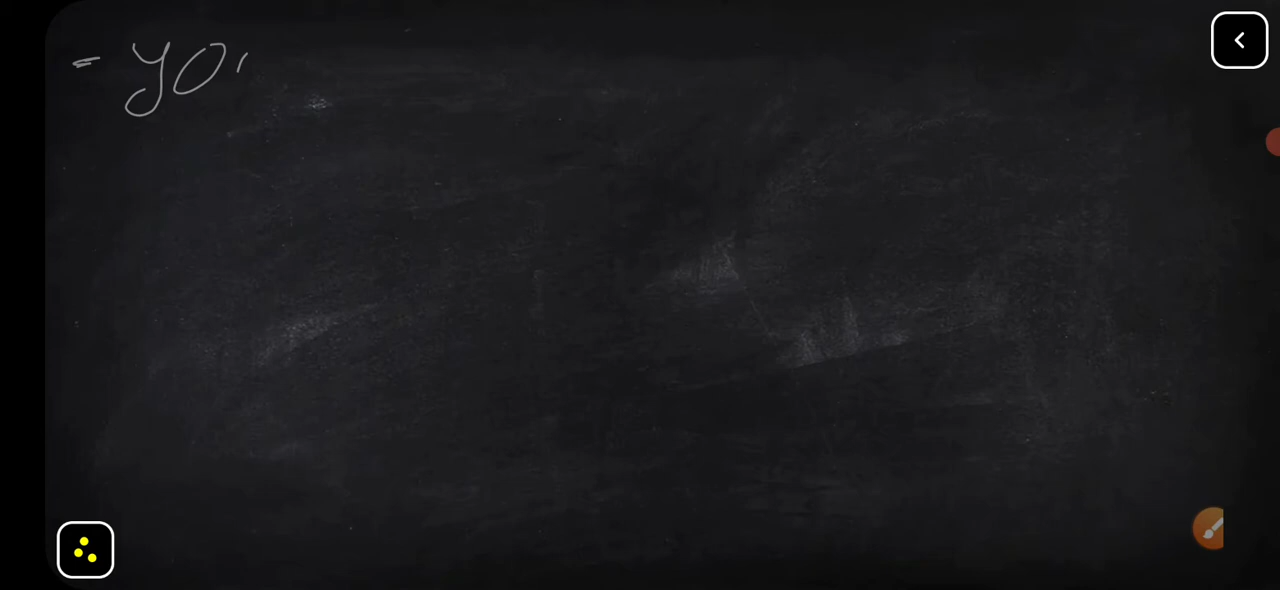 = yo